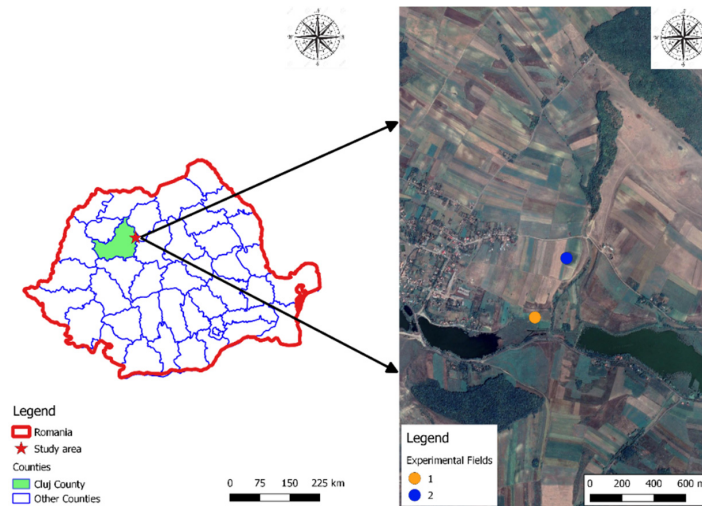 Legend
Romania
Study area
Counties
Cluj County
Other Counties
0 75 150 225 km
Legend
Experimental Fields
1
2
0 200 400 600 m